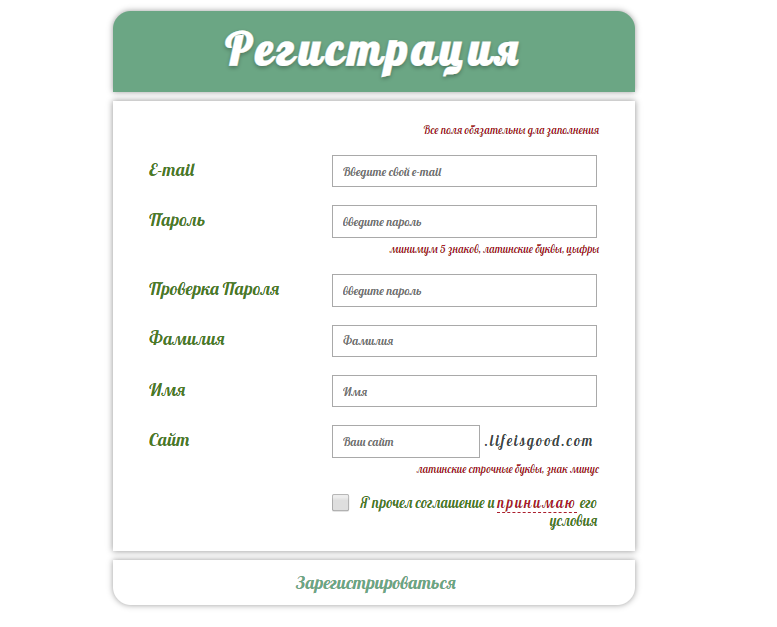 Регистрация
Все поля обязательны для заполнения
E-mail
Введите свой e-mail
Пароль
введите пароль
минимум 5 знаков, латинские буквы, цыфры
Проверка Пароля
введите пароль
Фамилия
Фамилия
Имя
Имя
Сайт
Ваш сайт
.lifeisgood.com
латинские строчные буквы, знак минус
Я прочел соглашение и принимаю его
условия
Зарегистрироваться